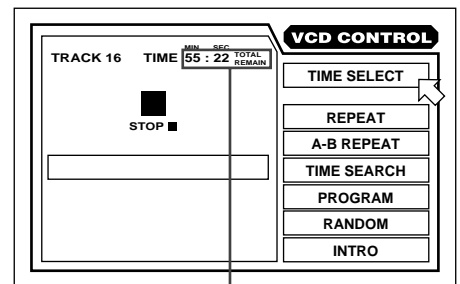 VCD CONTROL
MIN SEC
TRACK 16 TIME 55 : 22 TOTAL REMAIN
TIME SELECT
STOP
REPEAT
A-B REPEAT
TIME SEARCH
PROGRAM
RANDOM
INTRO